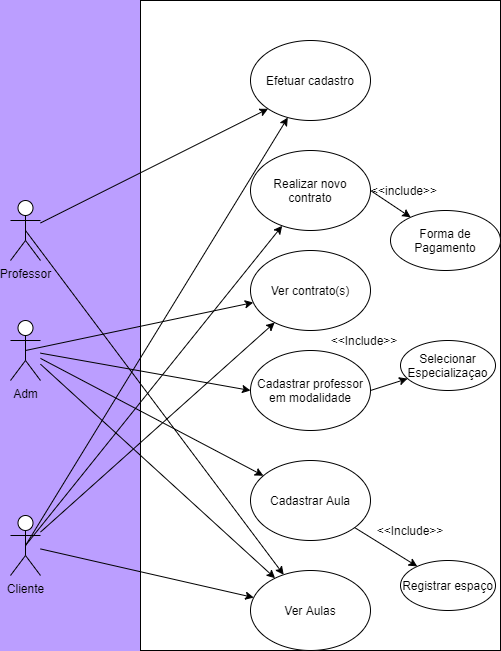 Efetuar cadastro
Realizar novo
contrato
<<include>>
Forma de
Pagamento
Professor
Ver contrato(s)
<<Include>>
Selecionar
Especializaçao
Cadastrar professor
em modalidade
Adm
Cadastrar Aula
<<Include>>
Registrar espaço
Cliente
Ver Aulas